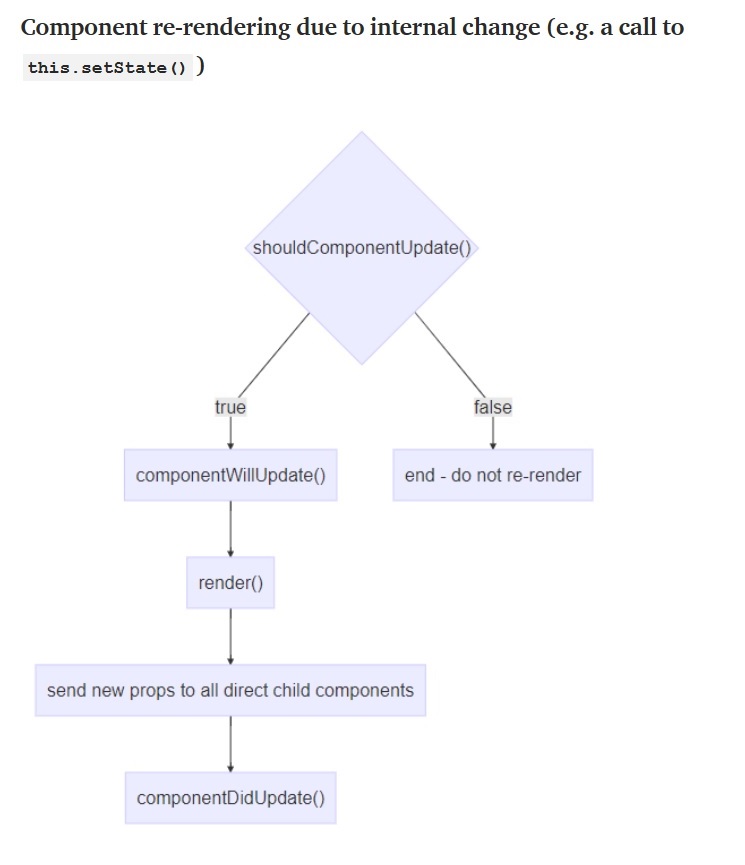 Component re-rendering due to internal change (e.g. a call to
this.setState() )
shouldComponentUpdate()
true
false
componentWillUpdate()
end - do not re-render
render()
send new props to all direct child components
componentDidUpdate()